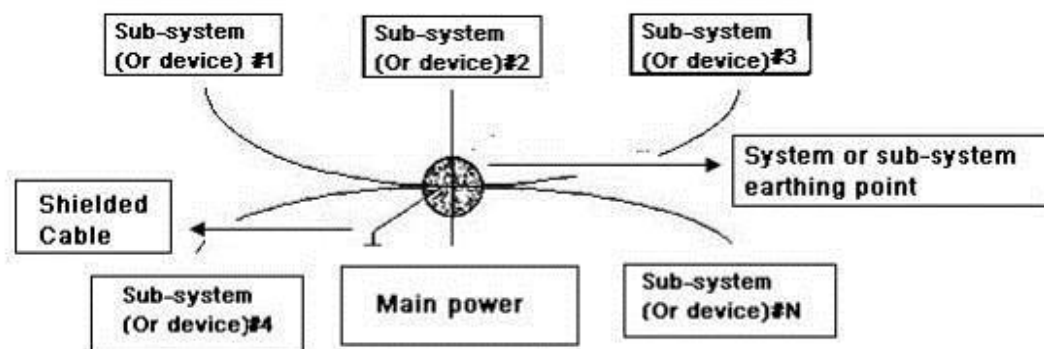 Sub-system
(Or device) #1
Sub-system
(Or device)#2
Sub-system
(Or device)#3
System or sub-system
earthing point
Shielded
Cable
Sub-system
(Or device)#4
Main power
Sub-system
(Or device)#N